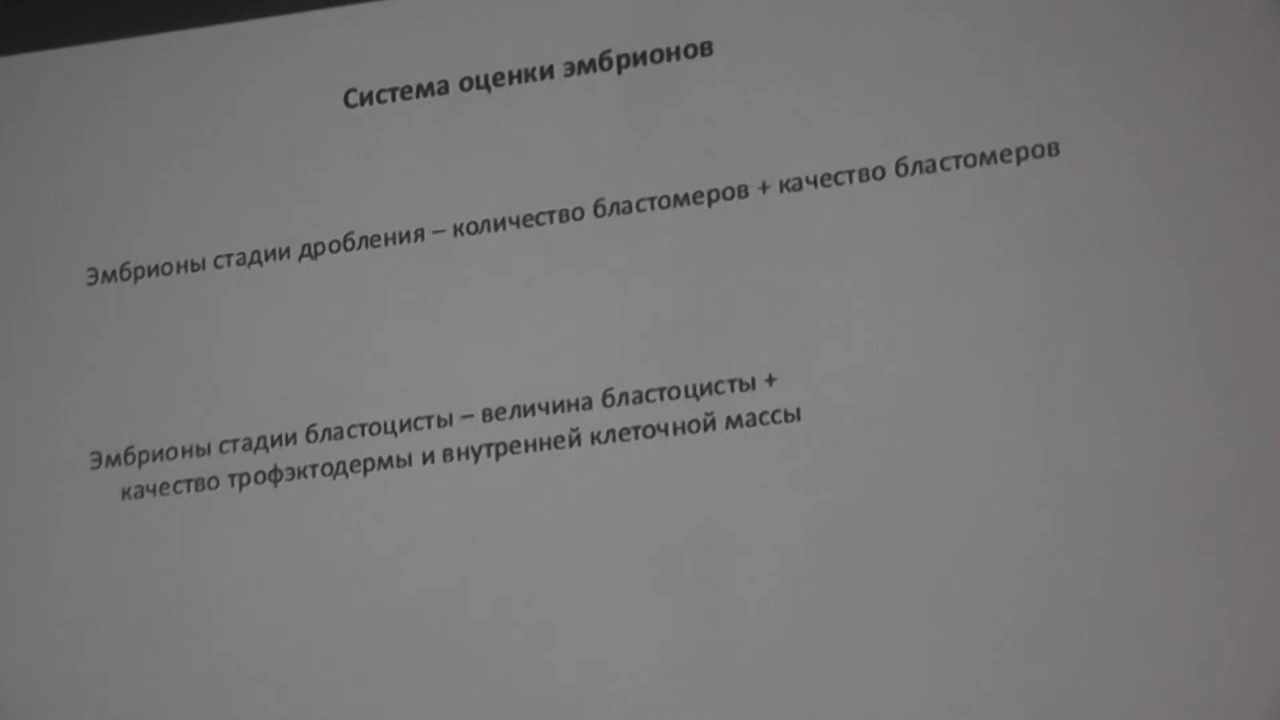 Система оценки эмбрионов
Эмбрионы стадии дробления – количество бластомеров + качество бластомеров
Эмбрионы стадии бластоцисты – величина бластоцисты +
качество трофэктодермы и внутренней клеточной массы